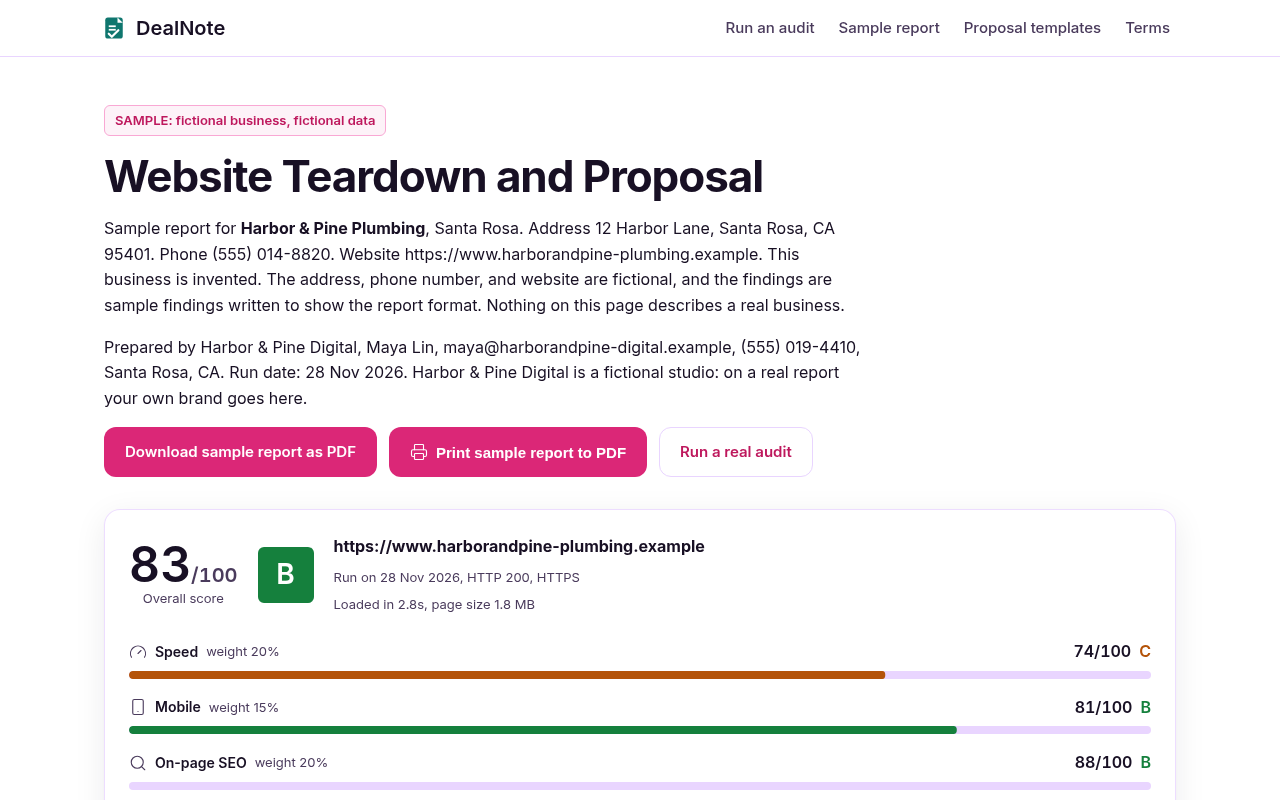 DealNote
Run an audit
Sample report
Proposal templates
Terms
SAMPLE: fictional business, fictional data
Website Teardown and Proposal
Sample report for Harbor & Pine Plumbing, Santa Rosa. Address 12 Harbor Lane, Santa Rosa, CA
95401. Phone (555) 014-8820. Website https://www.harborandpine-plumbing.example. This
business is invented. The address, phone number, and website are fictional, and the findings are
sample findings written to show the report format. Nothing on this page describes a real business.
Prepared by Harbor & Pine Digital, Maya Lin, maya@harborandpine-digital.example, (555) 019-4410,
Santa Rosa, CA. Run date: 28 Nov 2026. Harbor & Pine Digital is a fictional studio: on a real report
your own brand goes here.
Download sample report as PDF
Print sample report to PDF
Run a real audit
83/100
Overall score
B
https://www.harborandpine-plumbing.example
Run on 28 Nov 2026, HTTP 200, HTTPS
Loaded in 2.8s, page size 1.8 MB
Speed weight 20% 74/100 C
Mobile weight 15% 81/100 B
On-page SEO weight 20% 88/100 B